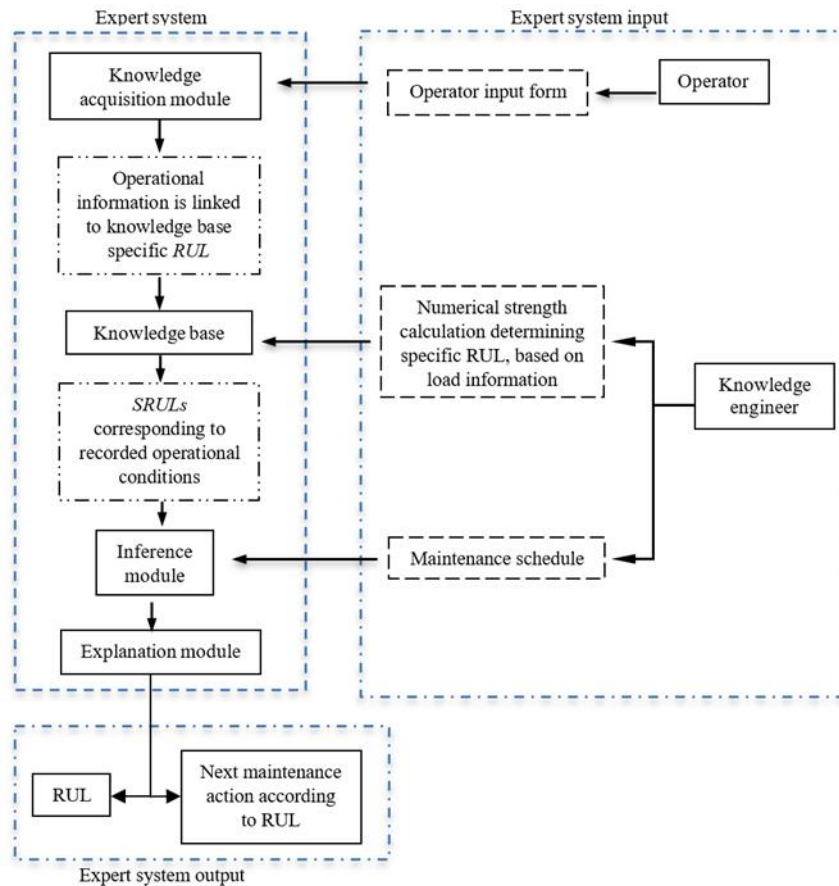 Expert system
Expert system input
Knowledge
acquisition module
Operator input form
Operator
Operational
information is linked
to knowledge base
specific RUL
Knowledge base
Numerical strength
calculation determining
specific RUL, based on
load information
Knowledge
engineer
SRULs
corresponding to
recorded operational
conditions
Inference
module
Maintenance schedule
Explanation module
RUL
Next maintenance
action according
to RUL
Expert system output